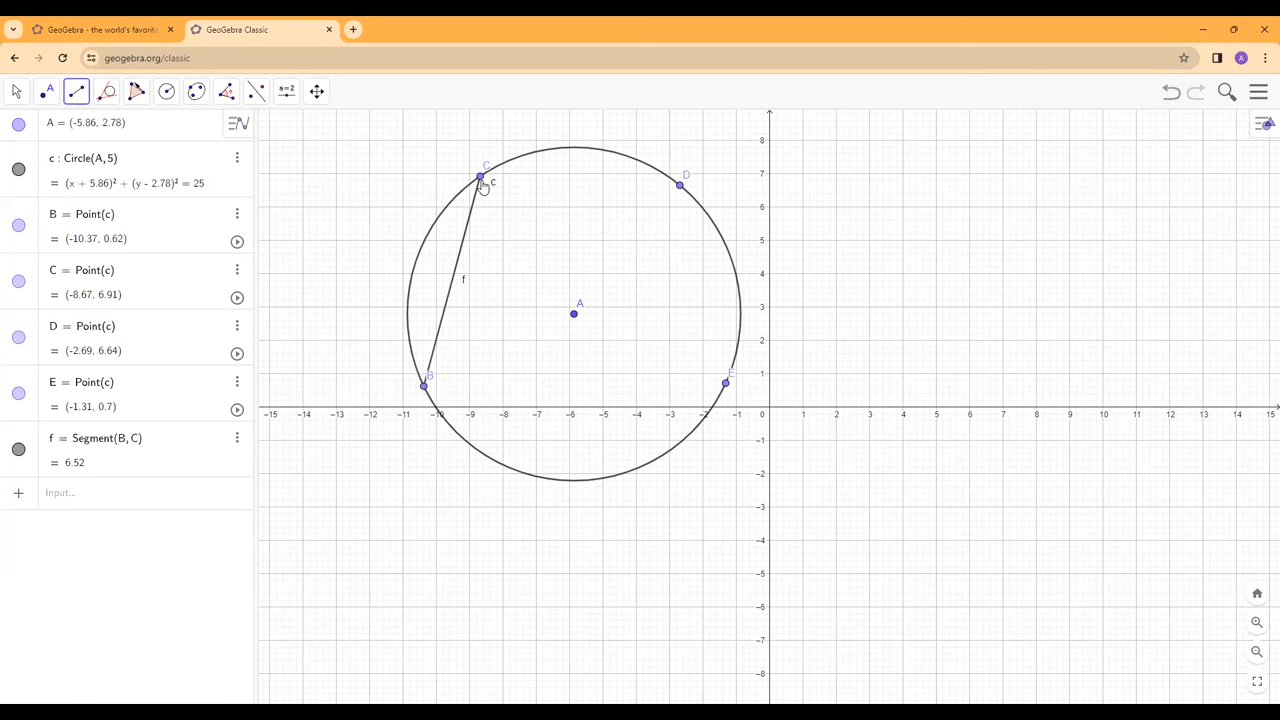 GeoGebra - the world's favorite
GeoGebra Classic
geogebra.org/classic
A
a=2
A
A = (-5.86, 2.78)
c : Circle(A, 5)
= (x + 5.86)² + (y - 2.78)² = 25
B = Point(c)
= (-10.37, 0.62)
C = Point(c)
= (-8.67, 6.91)
D = Point(c)
= (-2.69, 6.64)
E = Point(c)
= (-1.31, 0.7)
f = Segment(B, C)
= 6.52
Input...
C
c
D
f
A
B
E
8
7
6
5
4
3
2
1
-15 -14 -13 -12 -11 -10 -9 -8 -7 -6 -5 -4 -3 -2 -1 0 1 2 3 4 5 6 7 8 9 10 11 12 13 14 15
-1
-2
-3
-4
-5
-6
-7
-8